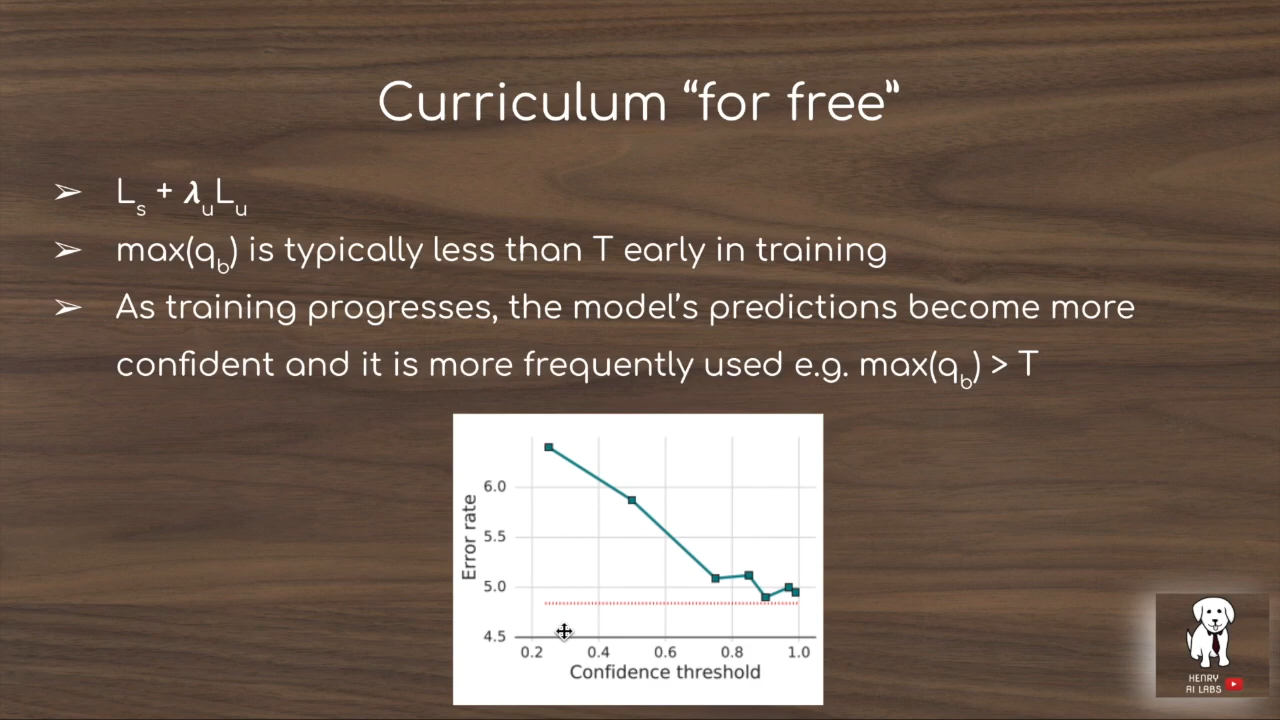 Curriculum “for free”
➢ Ls + λuLu
➢ max(qb) is typically less than T early in training
➢ As training progresses, the model’s predictions become more
confident and it is more frequently used e.g. max(qb) > T
6.0
5.5
5.0
4.5
Error rate
0.2 0.4 0.6 0.8 1.0
Confidence threshold
HENRY
AI LABS